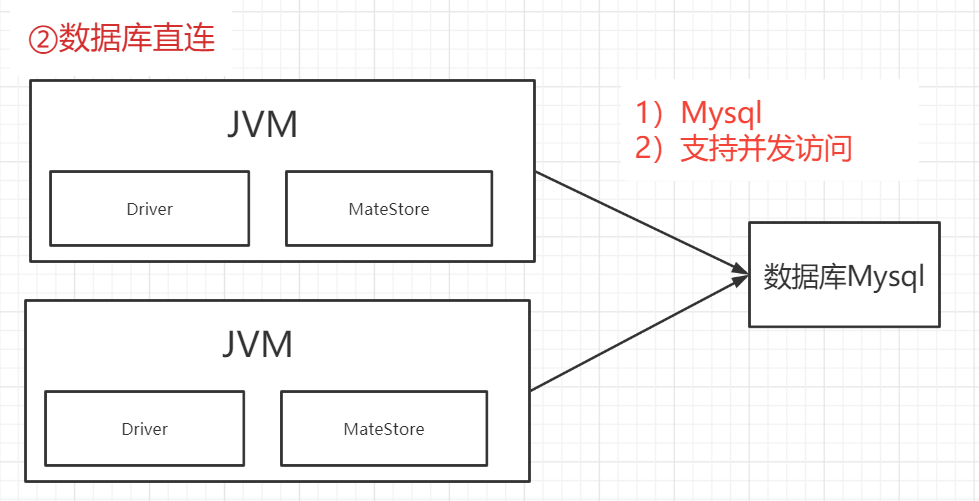 ②数据库直连
JVM
Driver
MateStore
1）Mysql
2）支持并发访问
数据库Mysql
JVM
Driver
MateStore